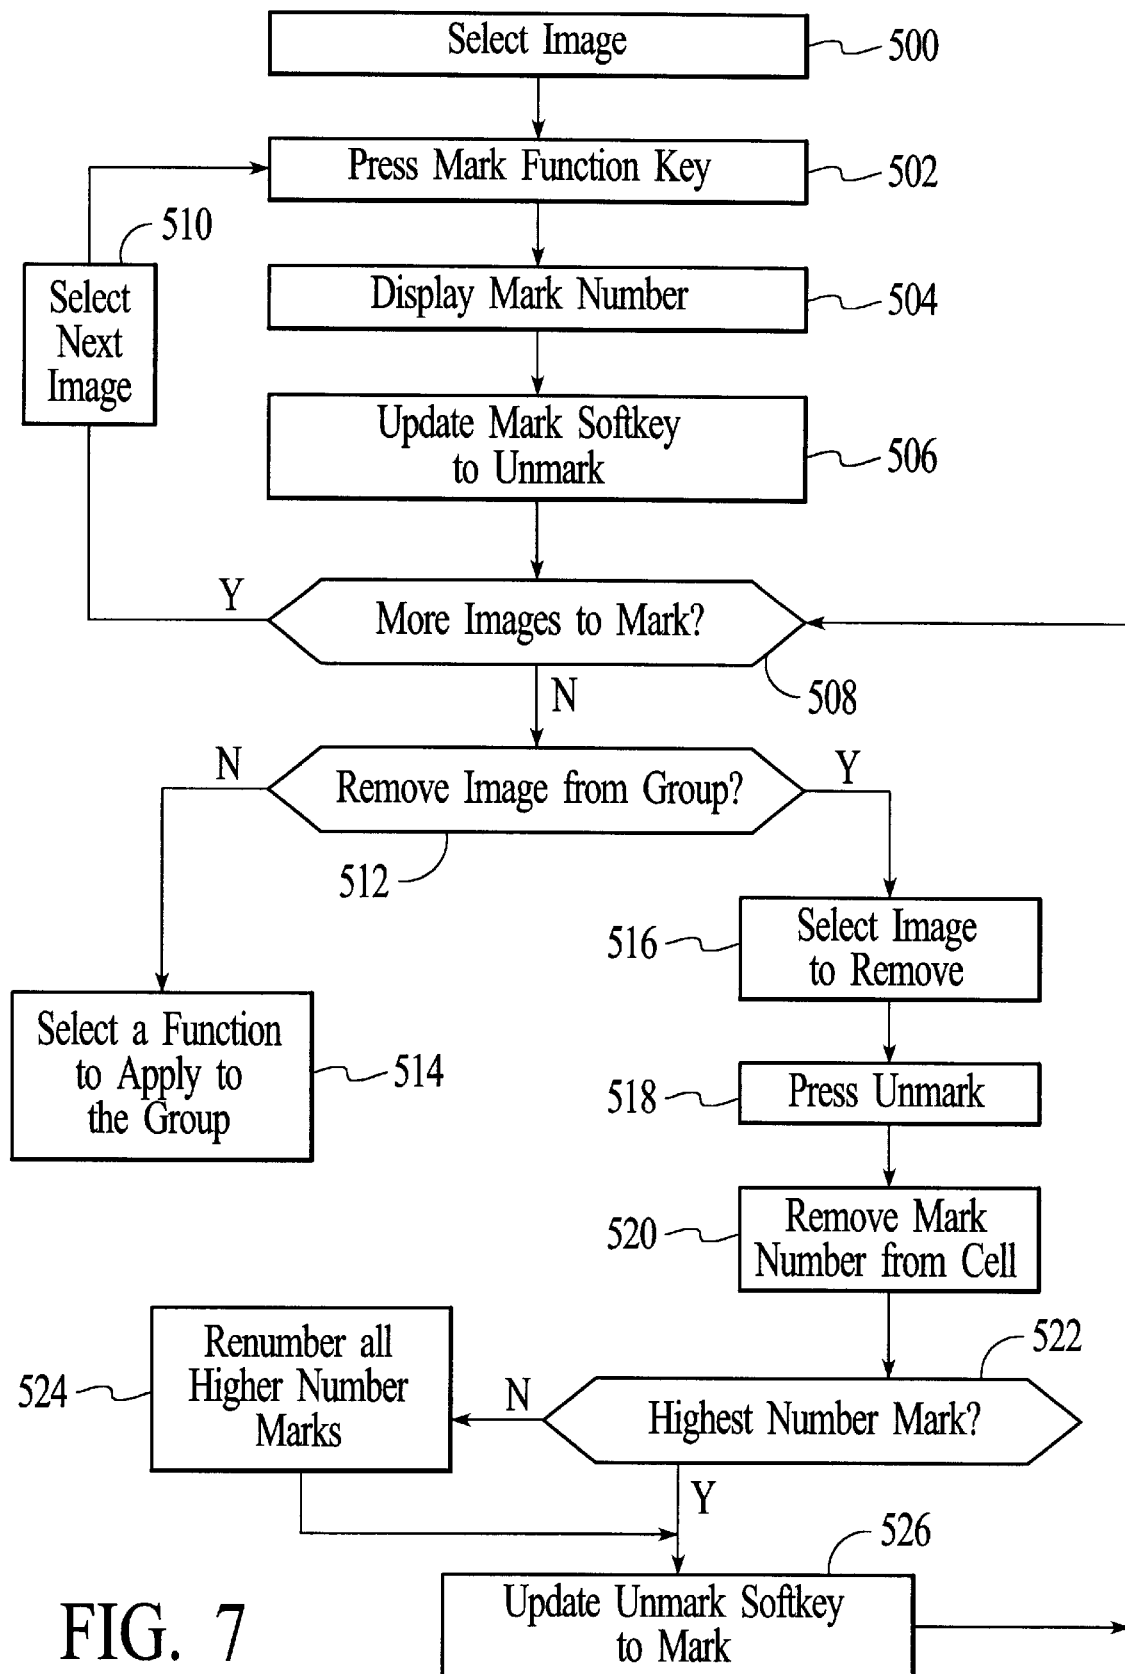 Select Image
500
Press Mark Function Key
502
510
Select
Next
Image
Display Mark Number
504
Update Mark Softkey
to Unmark
506
Y
More Images to Mark?
508
N
N
Remove Image from Group?
Y
512
516
Select Image
to Remove
Select a Function
to Apply to
the Group
514
518
Press Unmark
520
Remove Mark
Number from Cell
522
524
Renumber all
Higher Number
Marks
N
Highest Number Mark?
Y
526
Update Unmark Softkey
to Mark
FIG. 7